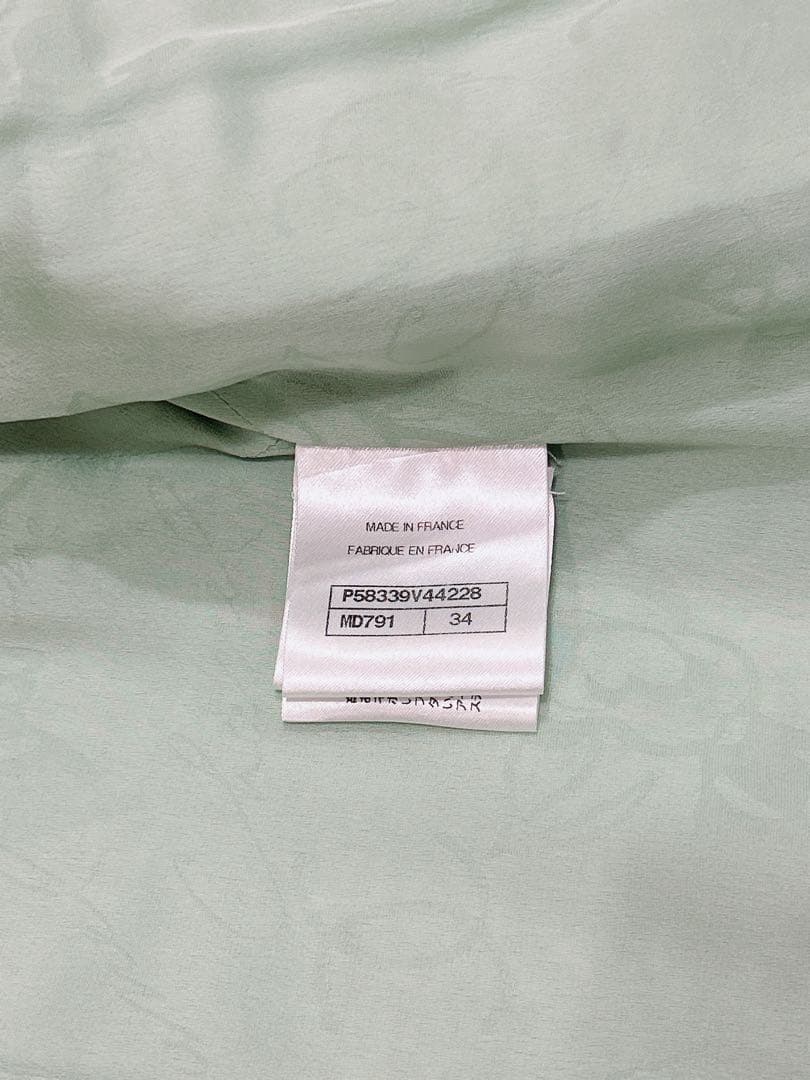 MADE IN FRANCE
FABRIQUE EN FRANCE
P58339V44228
MD791 34